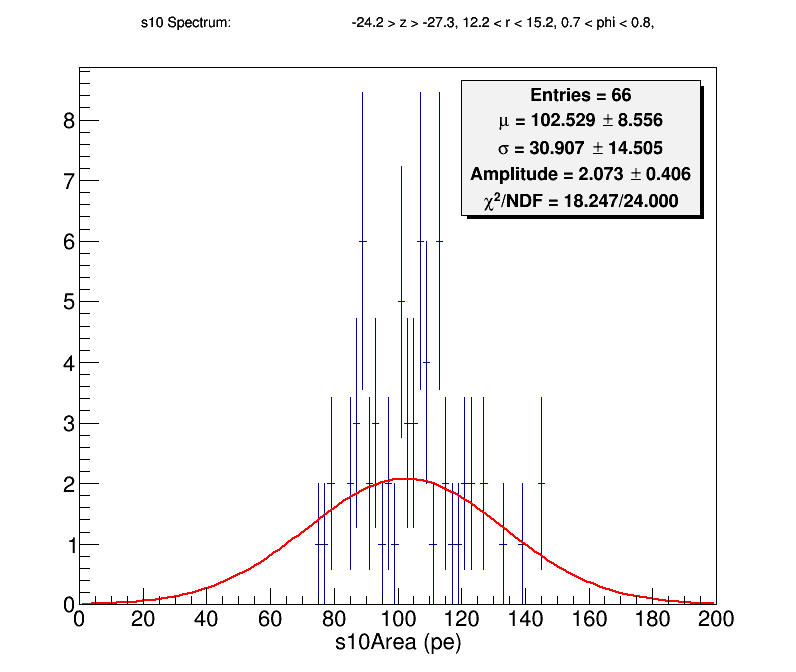 s10 Spectrum: -24.2 > z > -27.3, 12.2 < r < 15.2, 0.7 < phi < 0.8,
Entries = 66
μ = 102.529 ± 8.556
σ = 30.907 ± 14.505
Amplitude = 2.073 ± 0.406
χ²/NDF = 18.247/24.000
8
7
6
5
4
3
2
1
0
0 20 40 60 80 100 120 140 160 180 200
s10Area (pe)